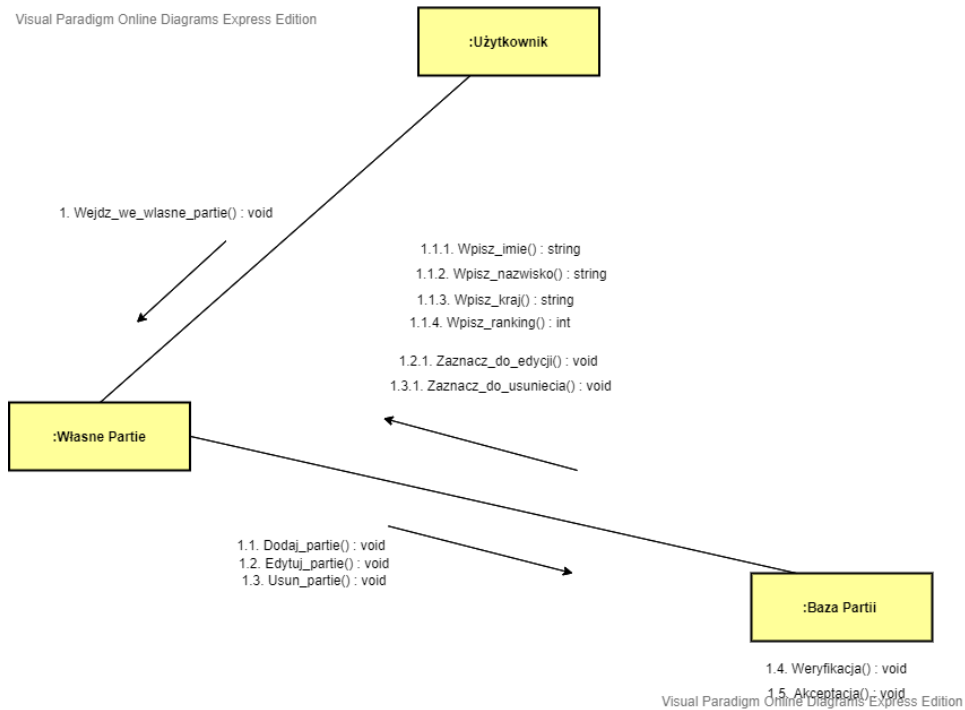 Visual Paradigm Online Diagrams Express Edition
:Użytkownik
1. Wejdz_we_wlasne_partie() : void
1.1.1. Wpisz_imie() : string
1.1.2. Wpisz_nazwisko() : string
1.1.3. Wpisz_kraj() : string
1.1.4. Wpisz_ranking() : int
1.2.1. Zaznacz_do_edycji() : void
1.3.1. Zaznacz_do_usuniecia() : void
:Własne Partie
1.1. Dodaj_partie() : void
1.2. Edytuj_partie() : void
1.3. Usun_partie() : void
:Baza Partii
1.4. Weryfikacja() : void
1.5. Akceptacja() : void
Visual Paradigm Online Diagrams Express Edition